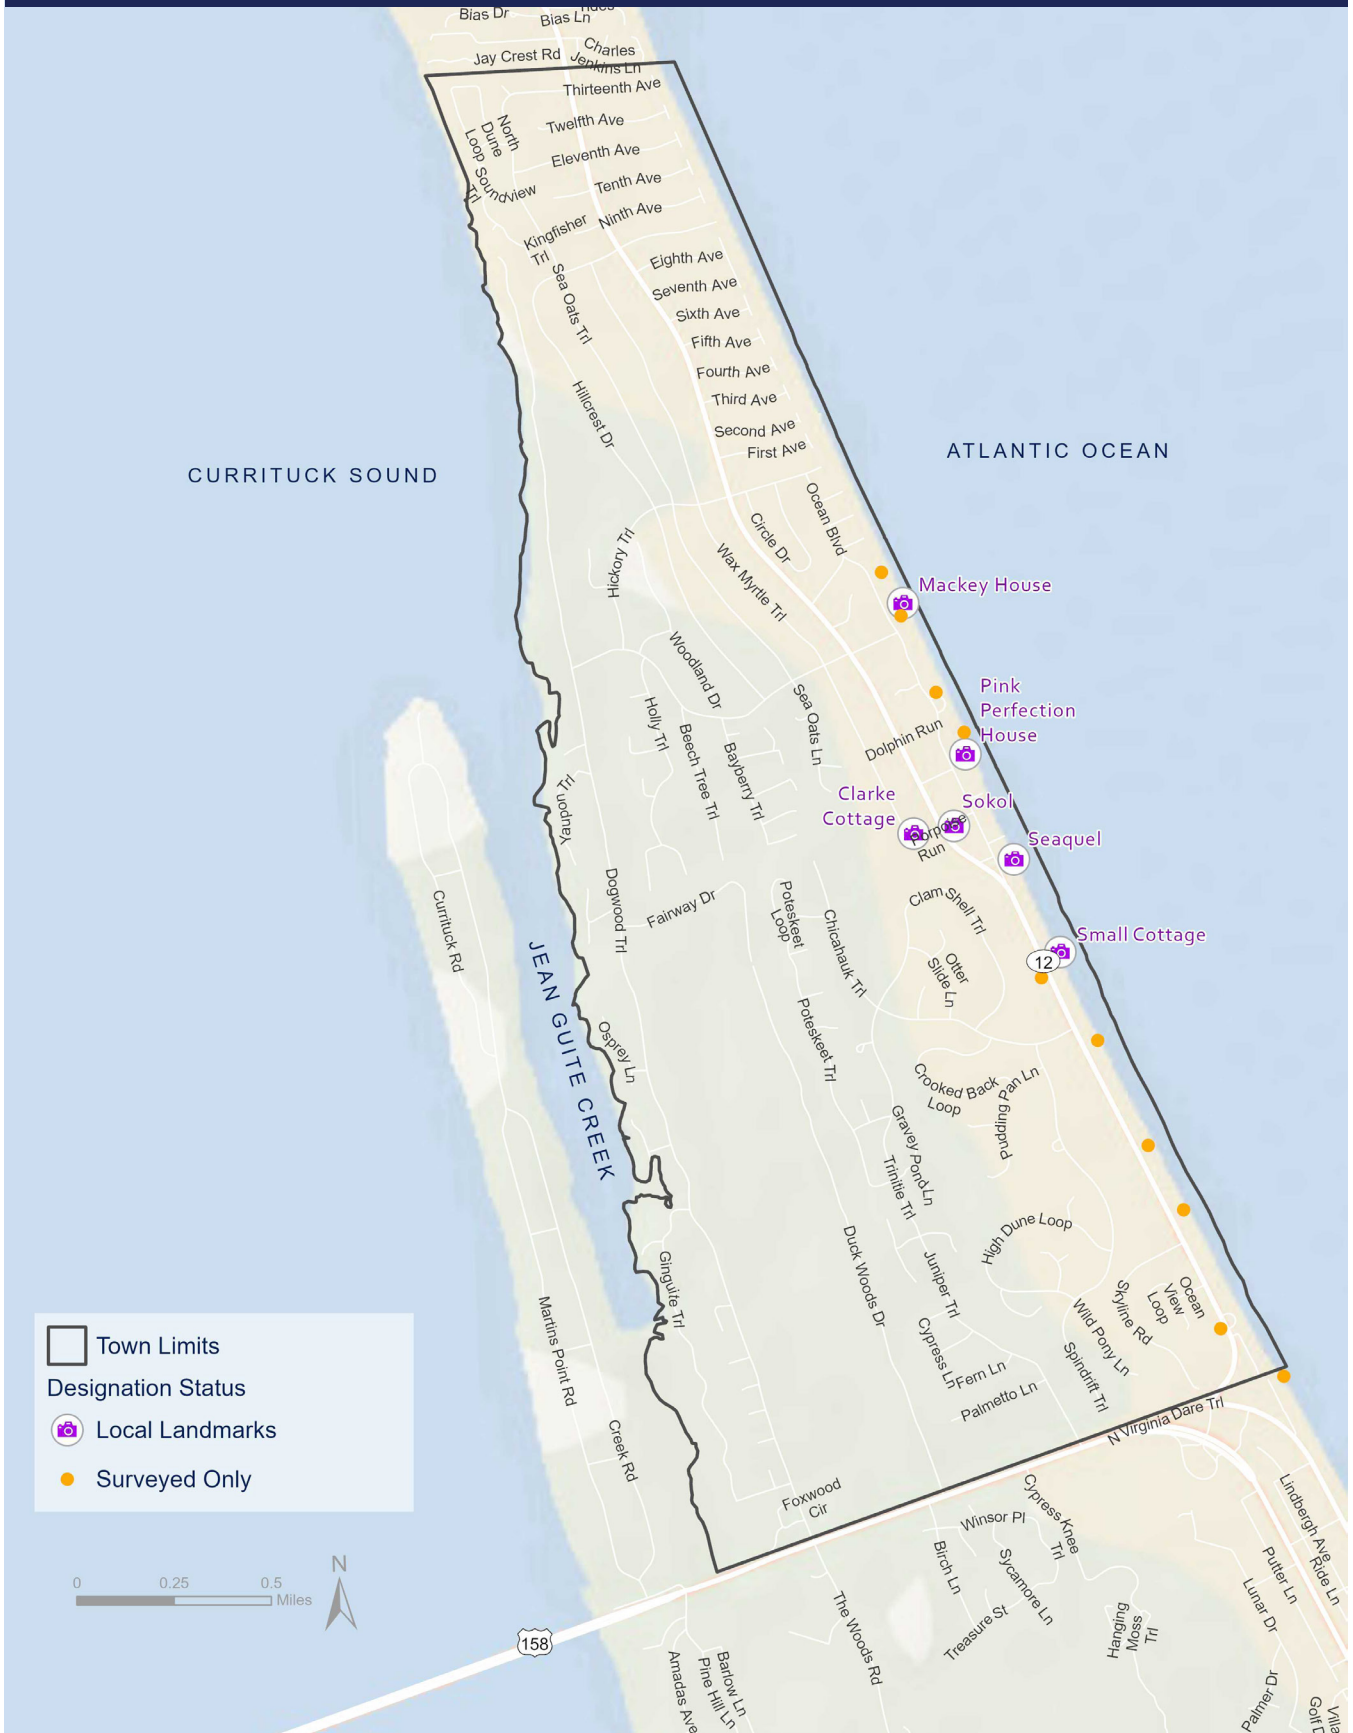 Bias Dr
Bias Ln
Jay Crest Rd
Charles
Jenkins Ln
Thirteenth Ave
North
Dune
Loop
Twelfth Ave
Eleventh Ave
Soundview
Trl
Tenth Ave
Ninth Ave
Kingfisher
Trl
Sea Oats Trl
Eighth Ave
Seventh Ave
Sixth Ave
Fifth Ave
Fourth Ave
Third Ave
Second Ave
First Ave
Hillcrest Dr
ATLANTIC OCEAN
CURRITUCK SOUND
Ocean Blvd
Circle Dr
Hickory Trl
Wax Myrtle Trl
Mackey House
Woodland Dr
Pink
Perfection
House
Holly Trl
Sea Oats Ln
Beech Tree Trl
Bayberry Trl
Dolphin Run
Yaupon Trl
Clarke
Cottage
Sokol
Porpoise
Run
Seaquel
Dogwood Trl
Fairway Dr
Poteskeet
Loop
Clam Shell Trl
Currituck Rd
Chicahauk Trl
Small Cottage
Otter
Slide Ln
12
JEAN GUITE CREEK
Poteskeet Trl
Osprey Ln
Crooked Back
Loop
Pudding Pan Ln
Gravey Pond Ln
Trinitie Trl
High Dune Loop
Duck Woods Dr
Ginguite Trl
Juniper Trl
Ocean
View
Loop
Skyline Rd
Wild Pony Ln
Martins Point Rd
Cypress Ln
Spindrift Trl
Fern Ln
Palmetto Ln
N Virginia Dare Trl
Creek Rd
Foxwood
Cir
Town Limits
Designation Status
Local Landmarks
Surveyed Only
N
0
0.25
0.5
Miles
158
Winsor Pl
Cypress Knee
Trl
Birch Ln
Sycamore Ln
Treasure St
The Woods Rd
Hanging
Moss
Trl
Lindbergh Ave
Ride Ln
Putter Ln
Lunar Dr
Barlow Ln
Pine Hill Ln
Amadas Ave
Palmer Dr